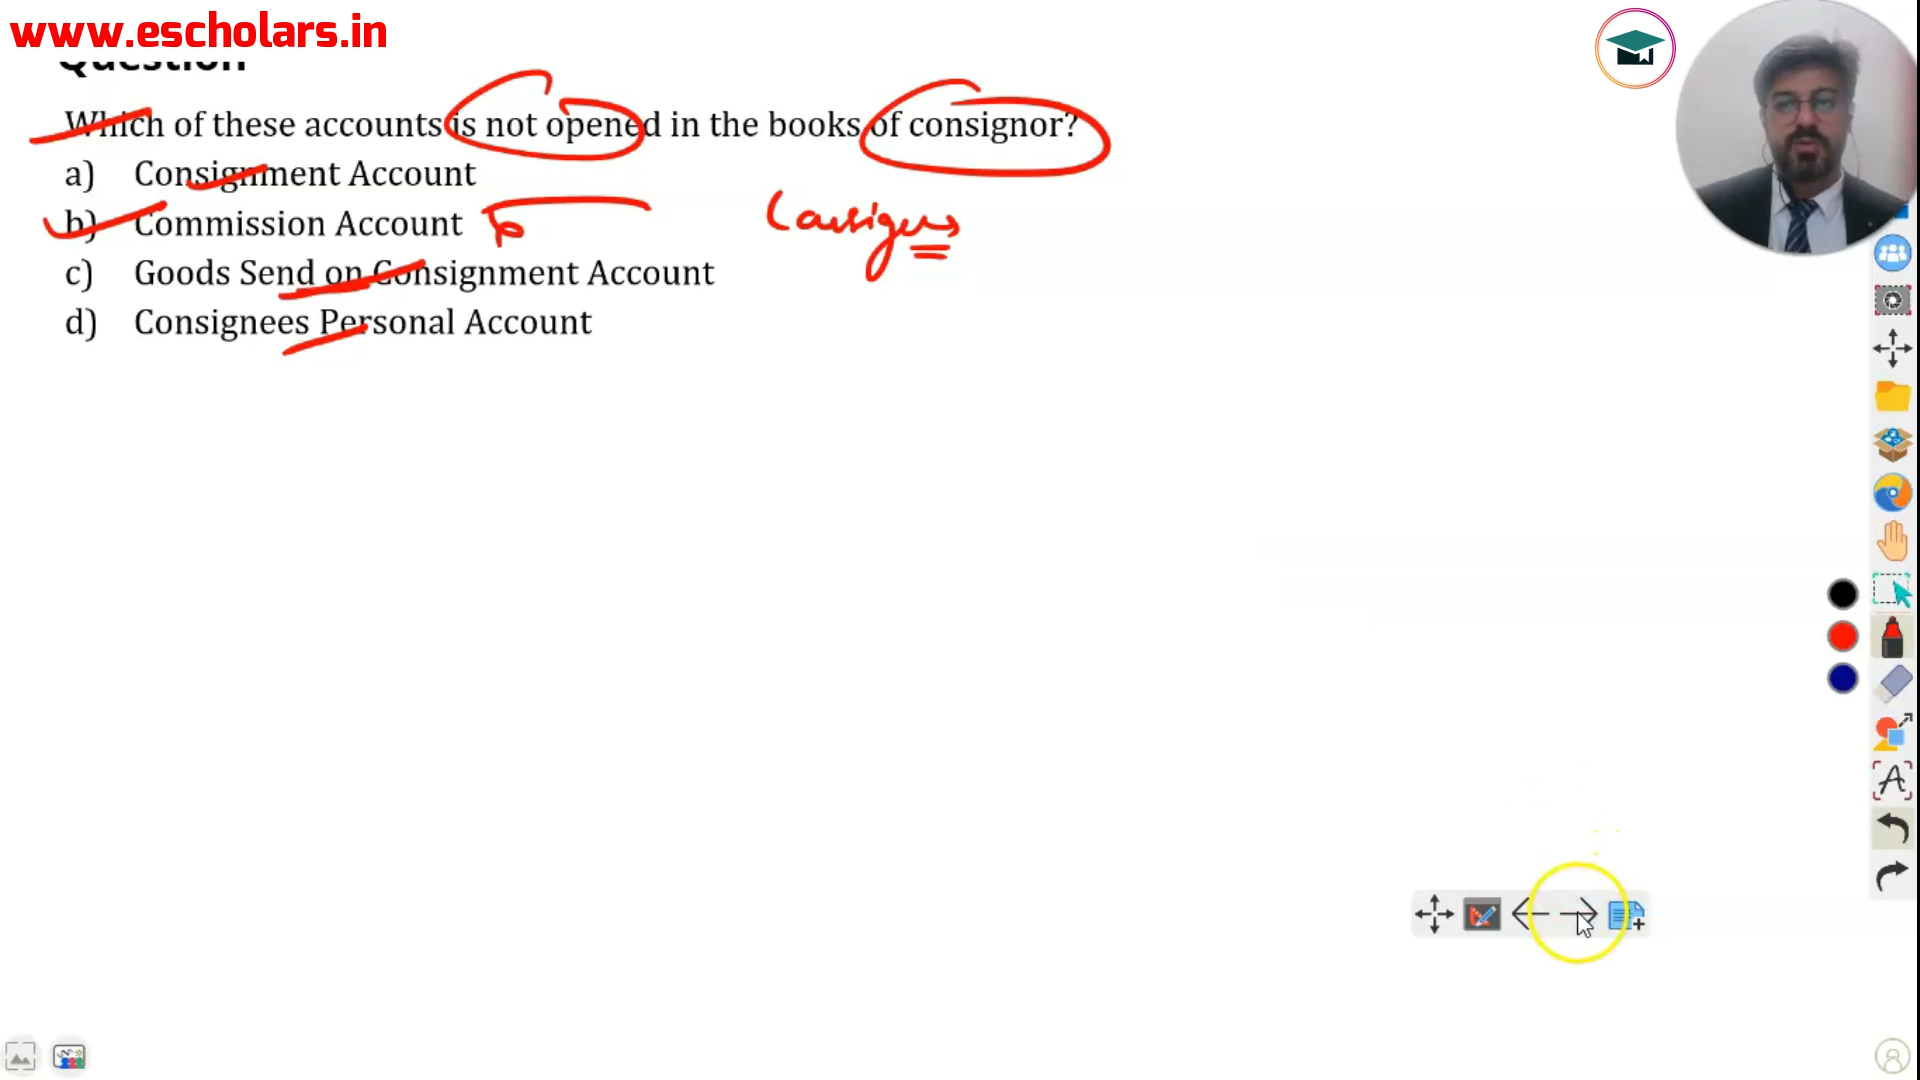 www.escholars.in
Question
Which of these accounts is not opened in the books of consignor?
a) Consignment Account
b) Commission Account
c) Goods Send on Consignment Account
d) Consignees Personal Account